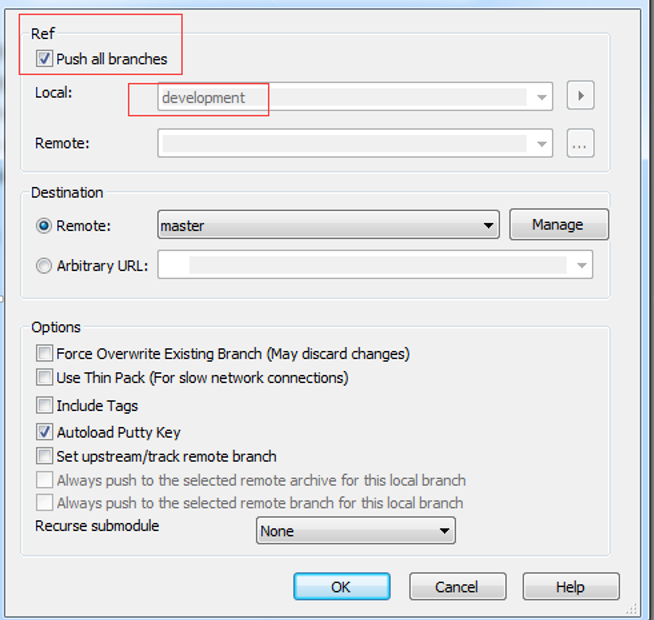 Ref
Push all branches
Local: development
Remote: ...
Destination
Remote: master Manage
Arbitrary URL:
Options
Force Overwrite Existing Branch (May discard changes)
Use Thin Pack (For slow network connections)
Include Tags
Autoload Putty Key
Set upstream/track remote branch
Always push to the selected remote archive for this local branch
Always push to the selected remote branch for this local branch
Recurse submodule None
OK Cancel Help